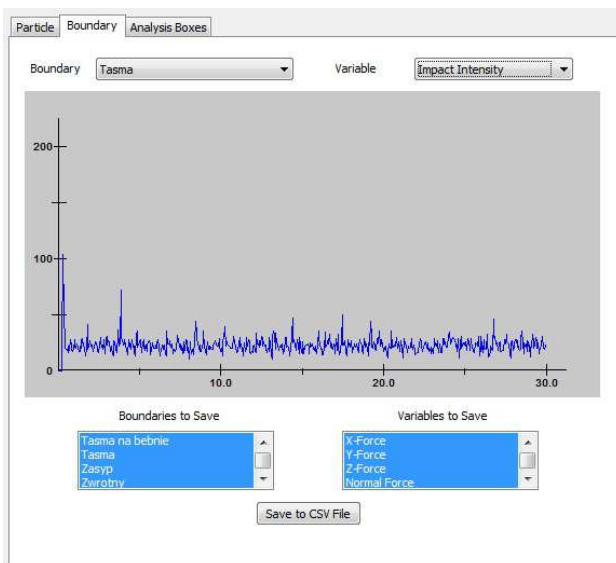 Particle Boundary Analysis Boxes
Boundary Tasma Variable Impact Intensity
200
100
0
10.0 20.0 30.0
Boundaries to Save Variables to Save
Tasma na bebnie X-Force
Tasma Y-Force
Zasyp Z-Force
Zwrotny Normal Force
Save to CSV File